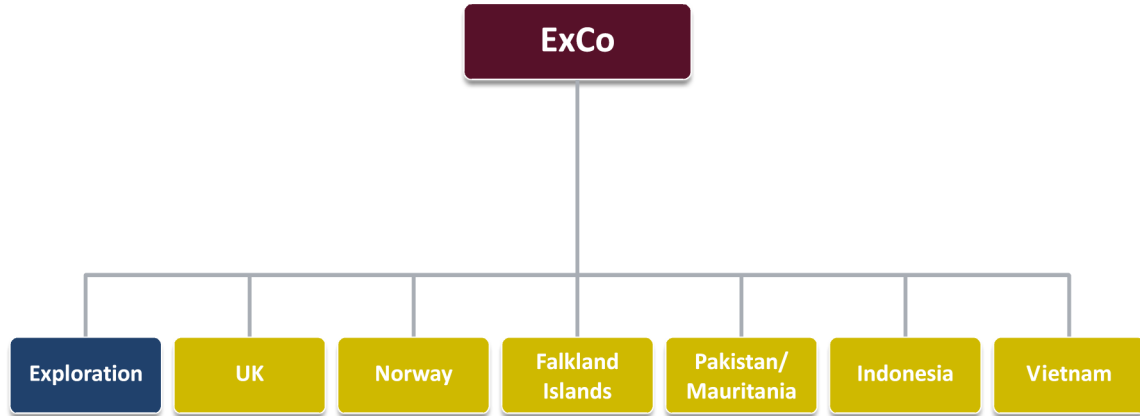 ExCo
Exploration
UK
Norway
Falkland
Islands
Pakistan/
Mauritania
Indonesia
Vietnam